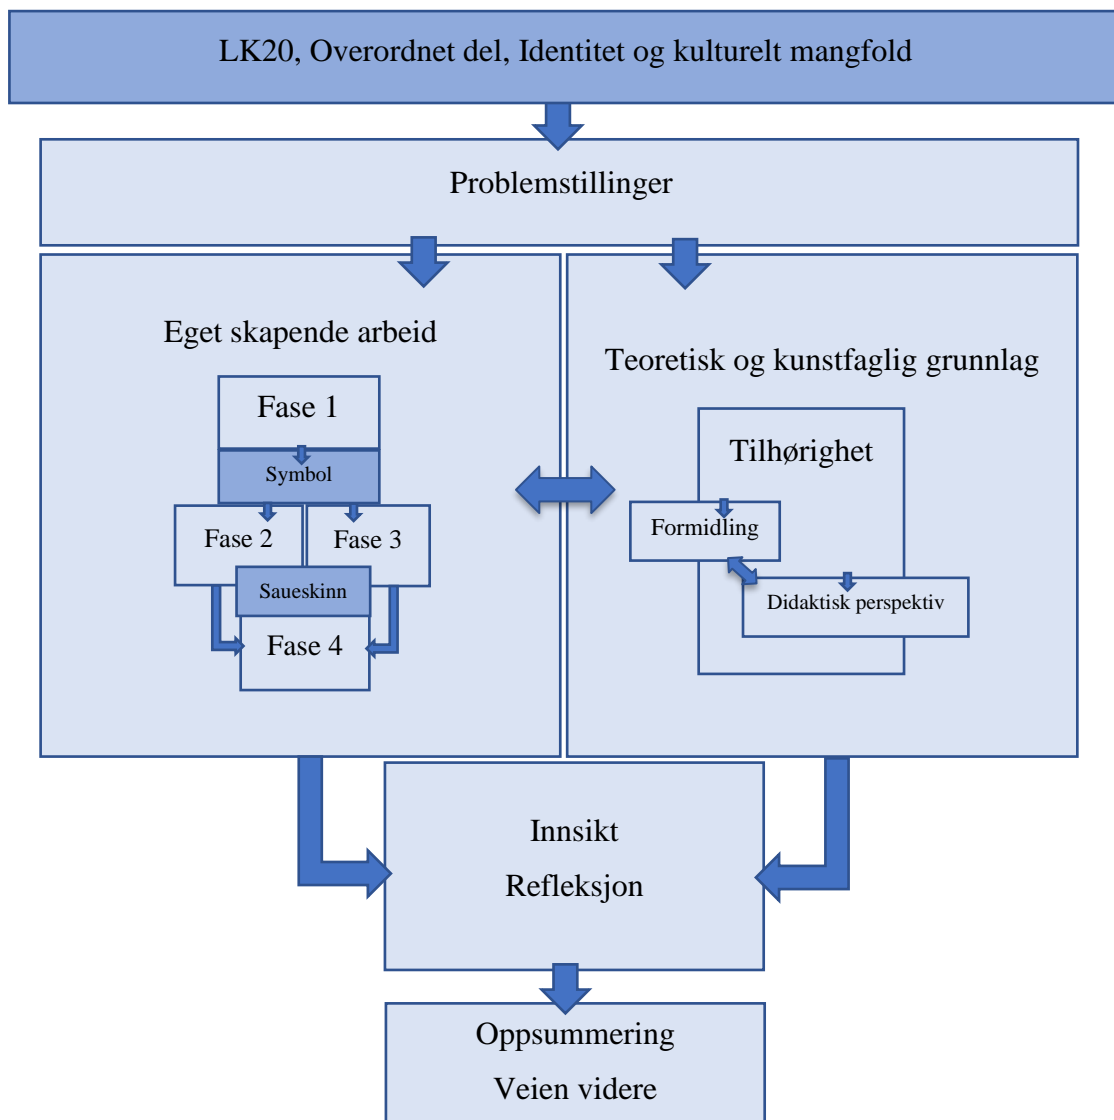 LK20, Overordnet del, Identitet og kulturelt mangfold
Problemstillinger
Eget skapende arbeid
Fase 1
Symbol
Fase 2
Fase 3
Saueskinn
Fase 4
Teoretisk og kunstfaglig grunnlag
Tilhørighet
Formidling
Didaktisk perspektiv
Innsikt
Refleksjon
Oppsummering
Veien videre